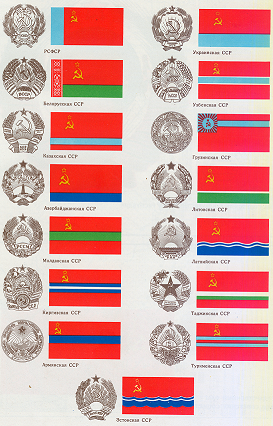 РСФСР
Украинская ССР
Белорусская ССР
Узбекская ССР
Казахская ССР
Грузинская ССР
Азербайджанская ССР
Литовская ССР
Молдавская ССР
Латвийская ССР
Киргизская ССР
Таджикская ССР
Армянская ССР
Туркменская ССР
Эстонская ССР